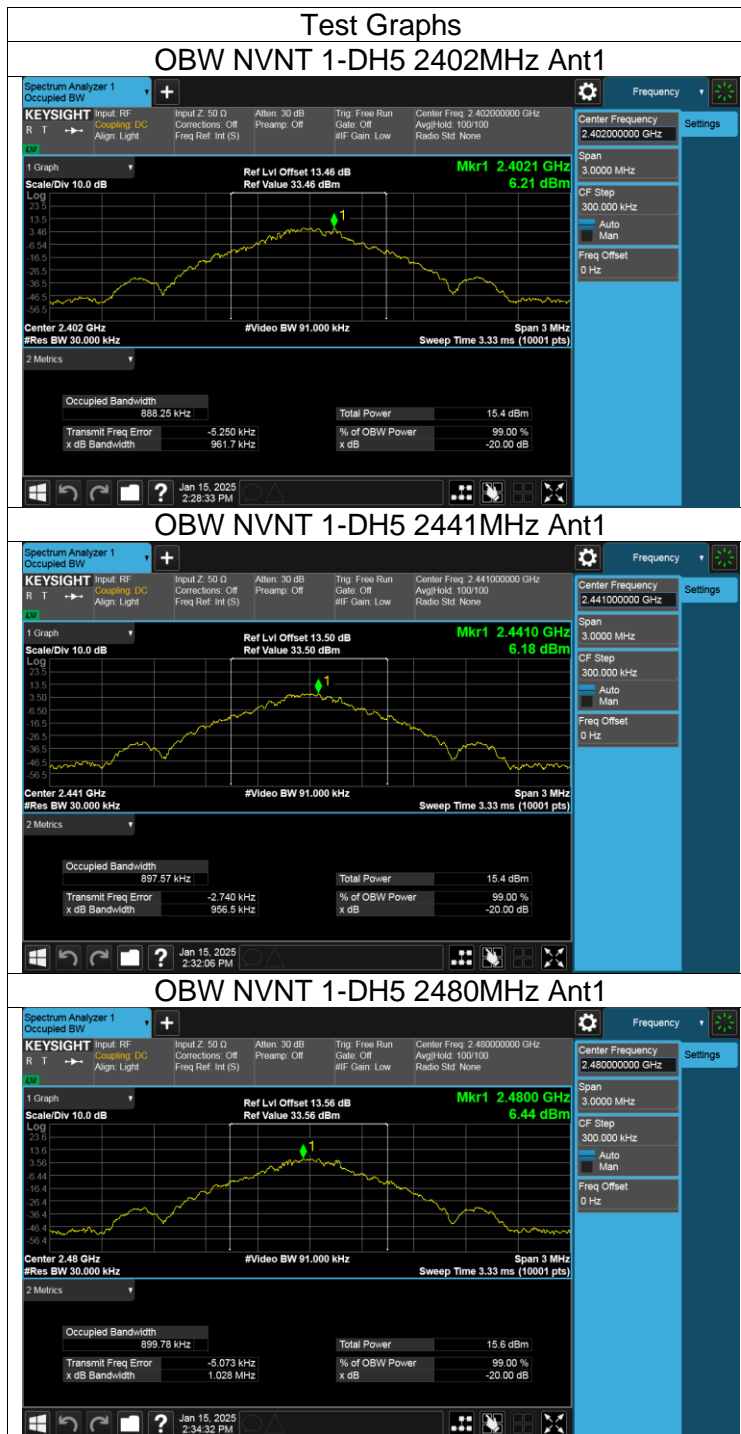 Test Graphs
OBW NVNT 1-DH5 2402MHz Ant1
Spectrum Analyzer 1
Occupied BW
Frequency
KEYSIGHT Input: RF Input Z: 50 Ω Atten: 30 dB Trig: Free Run Center Freq: 2.402000000 GHz
R T Coupling: DC Corrections: Off Preamp: Off Gate: Off Avg|Hold: 100/100
Align: Light Freq Ref: Int (S) #IF Gain: Low Radio Std: None
LXI
Center Frequency
2.402000000 GHz
Settings
Span
3.0000 MHz
CF Step
300.000 kHz
Auto
Man
Freq Offset
0 Hz
1 Graph Ref Lvl Offset 13.46 dB Mkr1 2.4021 GHz
Scale/Div 10.0 dB Ref Value 33.46 dBm 6.21 dBm
Log
23.5
13.5
3.46
-6.54
-16.5
-26.5
-36.5
-46.5
-56.5
1
Center 2.402 GHz #Video BW 91.000 kHz Span 3 MHz
#Res BW 30.000 kHz Sweep Time 3.33 ms (10001 pts)
2 Metrics
Occupied Bandwidth
888.25 kHz Total Power 15.4 dBm
Transmit Freq Error -5.250 kHz % of OBW Power 99.00 %
x dB Bandwidth 961.7 kHz x dB -20.00 dB
? Jan 15, 2025
2:28:33 PM
OBW NVNT 1-DH5 2441MHz Ant1
Spectrum Analyzer 1
Occupied BW
Frequency
KEYSIGHT Input: RF Input Z: 50 Ω Atten: 30 dB Trig: Free Run Center Freq: 2.441000000 GHz
R T Coupling: DC Corrections: Off Preamp: Off Gate: Off Avg|Hold: 100/100
Align: Light Freq Ref: Int (S) #IF Gain: Low Radio Std: None
LXI
Center Frequency
2.441000000 GHz
Settings
Span
3.0000 MHz
CF Step
300.000 kHz
Auto
Man
Freq Offset
0 Hz
1 Graph Ref Lvl Offset 13.50 dB Mkr1 2.4410 GHz
Scale/Div 10.0 dB Ref Value 33.50 dBm 6.18 dBm
Log
23.5
13.5
3.50
-6.50
-16.5
-26.5
-36.5
-46.5
-56.5
1
Center 2.441 GHz #Video BW 91.000 kHz Span 3 MHz
#Res BW 30.000 kHz Sweep Time 3.33 ms (10001 pts)
2 Metrics
Occupied Bandwidth
897.57 kHz Total Power 15.4 dBm
Transmit Freq Error -2.740 kHz % of OBW Power 99.00 %
x dB Bandwidth 956.5 kHz x dB -20.00 dB
? Jan 15, 2025
2:32:06 PM
OBW NVNT 1-DH5 2480MHz Ant1
Spectrum Analyzer 1
Occupied BW
Frequency
KEYSIGHT Input: RF Input Z: 50 Ω Atten: 30 dB Trig: Free Run Center Freq: 2.480000000 GHz
R T Coupling: DC Corrections: Off Preamp: Off Gate: Off Avg|Hold: 100/100
Align: Light Freq Ref: Int (S) #IF Gain: Low Radio Std: None
LXI
Center Frequency
2.480000000 GHz
Settings
Span
3.0000 MHz
CF Step
300.000 kHz
Auto
Man
Freq Offset
0 Hz
1 Graph Ref Lvl Offset 13.56 dB Mkr1 2.4800 GHz
Scale/Div 10.0 dB Ref Value 33.56 dBm 6.44 dBm
Log
23.6
13.6
3.56
-6.44
-16.4
-26.4
-36.4
-46.4
-56.4
1
Center 2.48 GHz #Video BW 91.000 kHz Span 3 MHz
#Res BW 30.000 kHz Sweep Time 3.33 ms (10001 pts)
2 Metrics
Occupied Bandwidth
899.78 kHz Total Power 15.6 dBm
Transmit Freq Error -5.073 kHz % of OBW Power 99.00 %
x dB Bandwidth 1.028 MHz x dB -20.00 dB
? Jan 15, 2025
2:34:32 PM